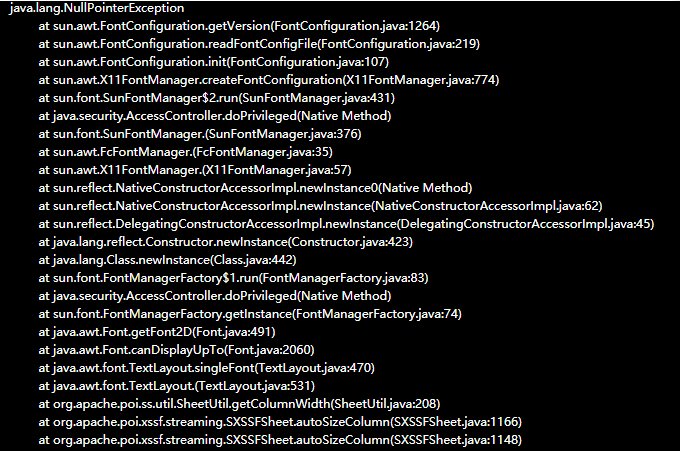 java.lang.NullPointerException
at sun.awt.FontConfiguration.getVersion(FontConfiguration.java:1264)
at sun.awt.FontConfiguration.readFontConfigFile(FontConfiguration.java:219)
at sun.awt.FontConfiguration.init(FontConfiguration.java:107)
at sun.awt.X11FontManager.createFontConfiguration(X11FontManager.java:774)
at sun.font.SunFontManager$2.run(SunFontManager.java:431)
at java.security.AccessController.doPrivileged(Native Method)
at sun.font.SunFontManager.(SunFontManager.java:376)
at sun.awt.FcFontManager.(FcFontManager.java:35)
at sun.awt.X11FontManager.(X11FontManager.java:57)
at sun.reflect.NativeConstructorAccessorImpl.newInstance0(Native Method)
at sun.reflect.NativeConstructorAccessorImpl.newInstance(NativeConstructorAccessorImpl.java:62)
at sun.reflect.DelegatingConstructorAccessorImpl.newInstance(DelegatingConstructorAccessorImpl.java:45)
at java.lang.reflect.Constructor.newInstance(Constructor.java:423)
at java.lang.Class.newInstance(Class.java:442)
at sun.font.FontManagerFactory$1.run(FontManagerFactory.java:83)
at java.security.AccessController.doPrivileged(Native Method)
at sun.font.FontManagerFactory.getInstance(FontManagerFactory.java:74)
at java.awt.Font.getFont2D(Font.java:491)
at java.awt.Font.canDisplayUpTo(Font.java:2060)
at java.awt.font.TextLayout.singleFont(TextLayout.java:470)
at java.awt.font.TextLayout.(TextLayout.java:531)
at org.apache.poi.ss.util.SheetUtil.getColumnWidth(SheetUtil.java:208)
at org.apache.poi.xssf.streaming.SXSSFSheet.autoSizeColumn(SXSSFSheet.java:1166)
at org.apache.poi.xssf.streaming.SXSSFSheet.autoSizeColumn(SXSSFSheet.java:1148)